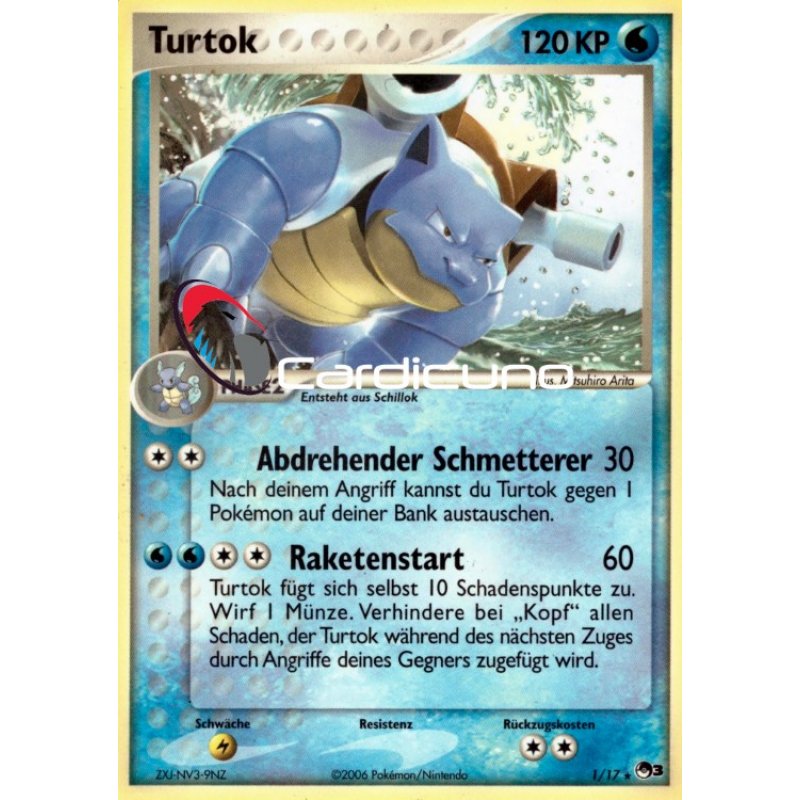 Turtok 120 KP
Cardicuno
Illus. Mitsuhiro Arita
Entsteht aus Schillok
Abdrehender Schmetterer 30
Nach deinem Angriff kannst du Turtok gegen 1
Pokémon auf deiner Bank austauschen.
Raketenstart 60
Turtok fügt sich selbst 10 Schadenspunkte zu.
Wirf 1 Münze. Verhindere bei „Kopf“ allen
Schaden, der Turtok während des nächsten Zuges
durch Angriffe deines Gegners zugefügt wird.
Schwäche Resistenz Rückzugskosten
ZXJ-NV3-9NZ ©2006 Pokémon/Nintendo 1/17 ★ 3